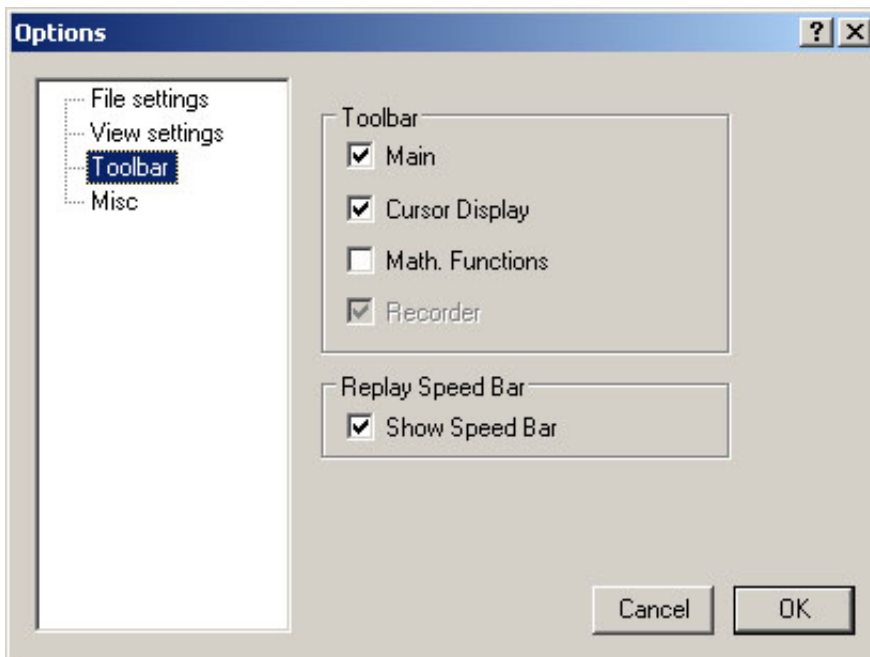 Options
File settings
View settings
Toolbar
Misc
Toolbar
Main
Cursor Display
Math. Functions
Recorder
Replay Speed Bar
Show Speed Bar
Cancel
OK